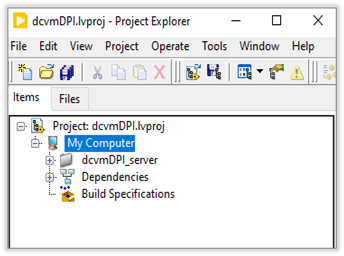 dcvmDPI.lvproj - Project Explorer
File Edit View Project Operate Tools Window Help
Items Files
Project: dcvmDPI.lvproj
My Computer
dcvmDPI_server
Dependencies
Build Specifications